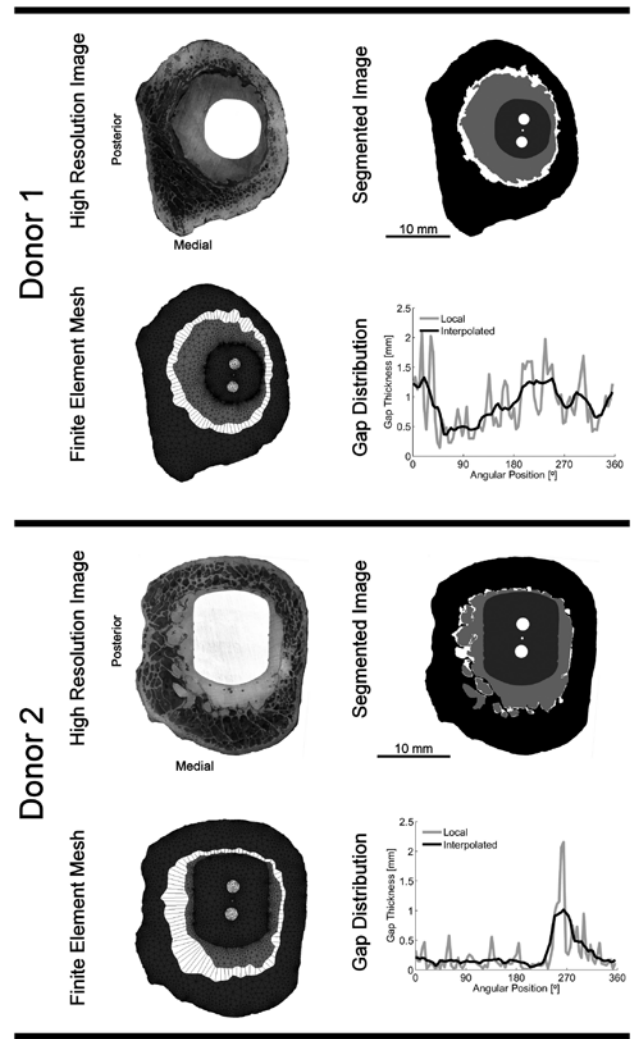 Donor 1
High Resolution Image
Posterior
Medial
Segmented Image
10 mm
Finite Element Mesh
Gap Distribution
Gap Thickness [mm]
2.5
2
1.5
1
0.5
0
Local
Interpolated
0 90 180 270 360
Angular Position [º]
Donor 2
High Resolution Image
Posterior
Medial
Segmented Image
10 mm
Finite Element Mesh
Gap Distribution
Gap Thickness [mm]
2.5
2
1.5
1
0.5
0
Local
Interpolated
0 90 180 270 360
Angular Position [º]